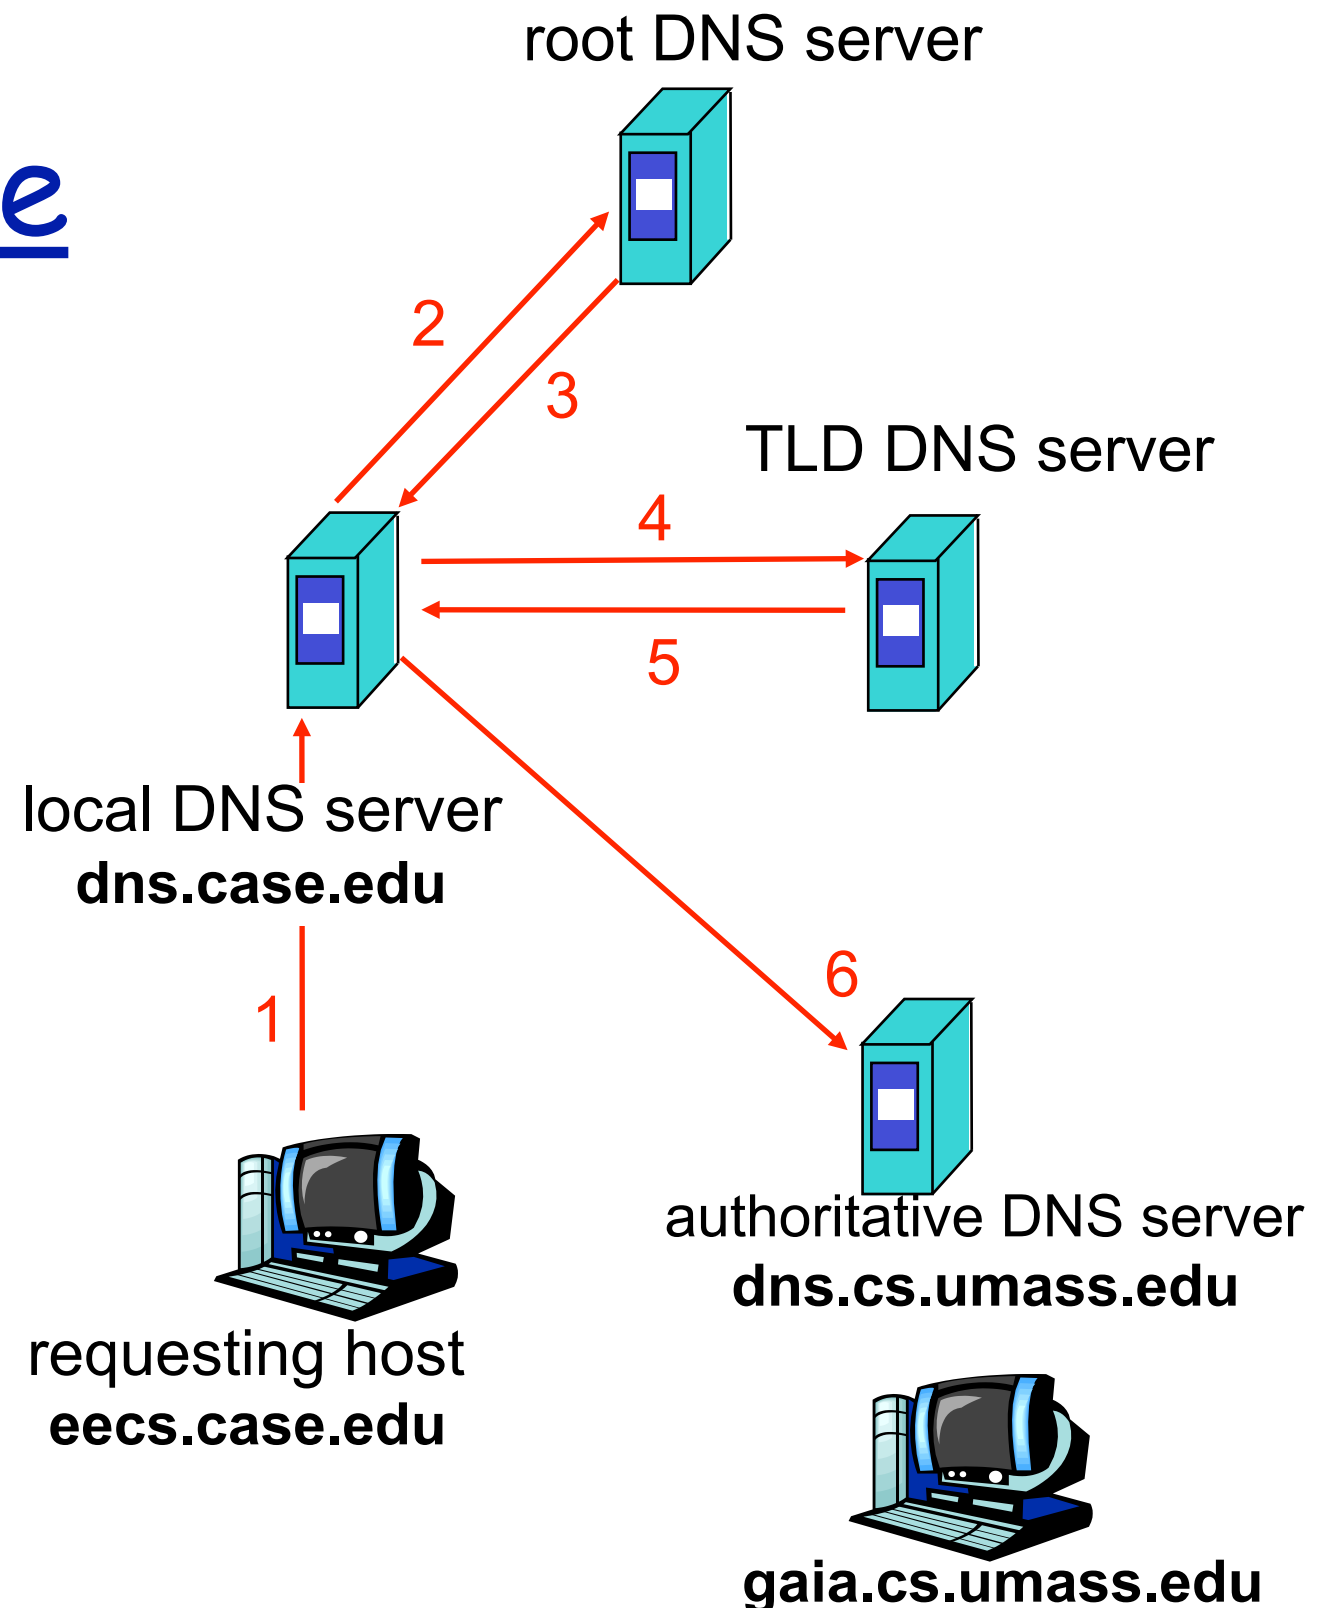 root DNS server
e
2
3
TLD DNS server
4
5
local DNS server
dns.case.edu
6
1
authoritative DNS server
dns.cs.umass.edu
requesting host
eecs.case.edu
gaia.cs.umass.edu